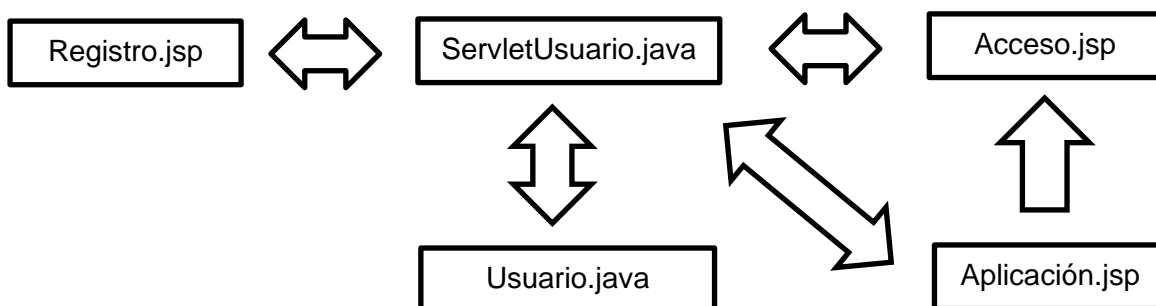 Registro.jsp
ServletUsuario.java
Acceso.jsp
Usuario.java
Aplicación.jsp